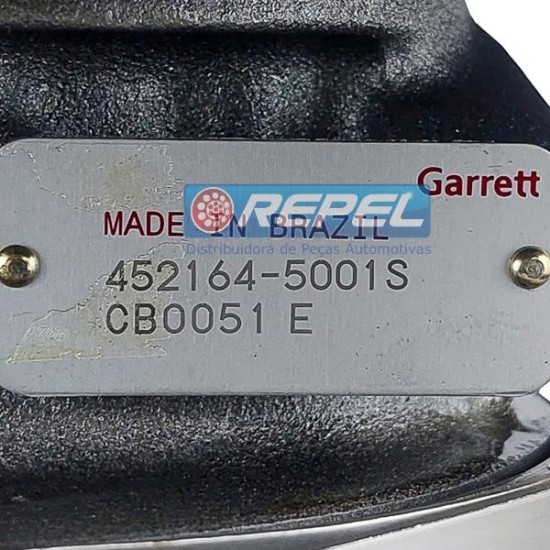 Garrett
REPEL
MADE IN BRAZIL
Distribuidora de Peças Automotivas
452164-5001S
CB0051 E